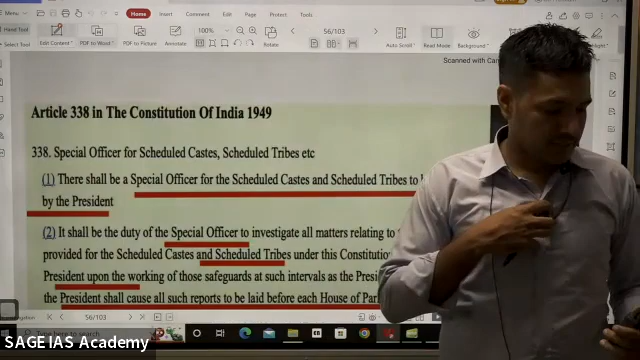 Home Insert Comment Edit Page Protect Tools
Hand Tool
Select Text
Edit Content
PDF to Word
PDF to Picture
Annotate
100%
Rotate
56/103
Auto Scroll
Read Mode
Background
Scanned with
Article 338 in The Constitution Of India 1949
338. Special Officer for Scheduled Castes, Scheduled Tribes etc
(1) There shall be a Special Officer for the Scheduled Castes and Scheduled Tribes to
by the President
(2) It shall be the duty of the Special Officer to investigate all matters relating to
provided for the Scheduled Castes and Scheduled Tribes under this
President upon the working of those safeguards at such intervals as the
the President shall cause all such reports to be laid before each House of
56/103
Type here to search
SAGE IAS Academy